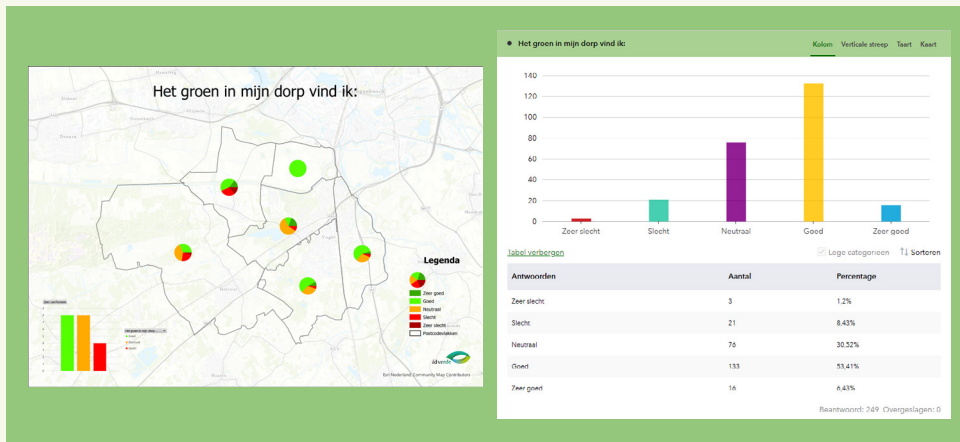 Het groen in mijn dorp vind ik:
Legenda
Zeer goed
Goed
Neutraal
Slecht
Zeer slecht
Postcodevlakken
idverde
Esri Nederland, Community Map Contributors
Het groen in mijn dorp vind ik:
Kolom Verticale streep Taart Kaart
140
120
100
80
60
40
20
0
Zeer slecht Slecht Neutraal Goed Zeer goed
Tabel verbergen
Lege categorieën Sorteren
Antwoorden Aantal Percentage
Zeer slecht 3 1,2%
Slecht 21 8,43%
Neutraal 76 30,52%
Goed 133 53,41%
Zeer goed 16 6,43%
Beantwoord: 249 Overgeslagen: 0